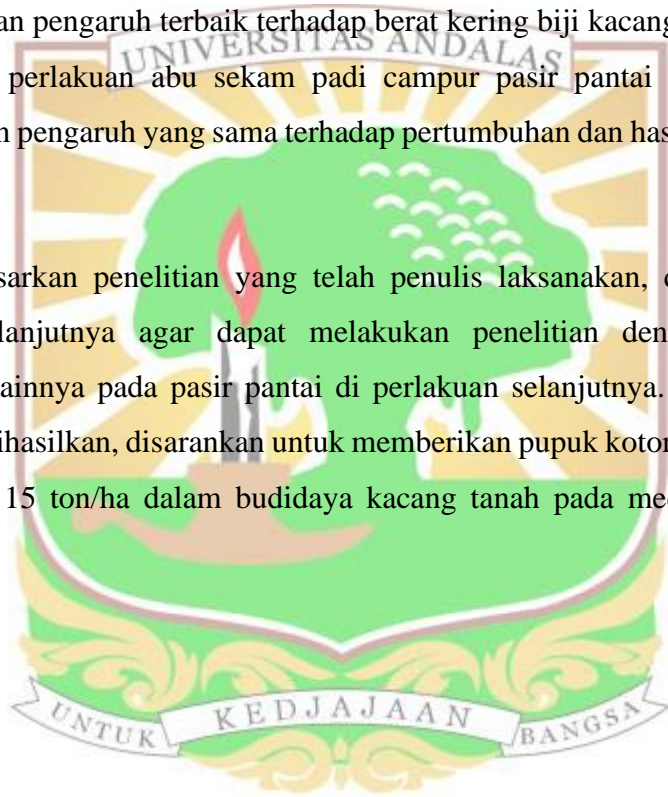 an pengaruh terbaik terhadap berat kering biji kacang
UNIVERSITAS ANDALAS
perlakuan abu sekam padi campur pasir pantai
pengaruh yang sama terhadap pertumbuhan dan has
sarkan penelitian yang telah penulis laksanakan,
lanjutnya agar dapat melakukan penelitian den
ainnya pada pasir pantai di perlakuan selanjutnya.
ihasilkan, disarankan untuk memberikan pupuk kotor
15 ton/ha dalam budidaya kacang tanah pada me
UNTUK KEDJAJAAN BANGSA